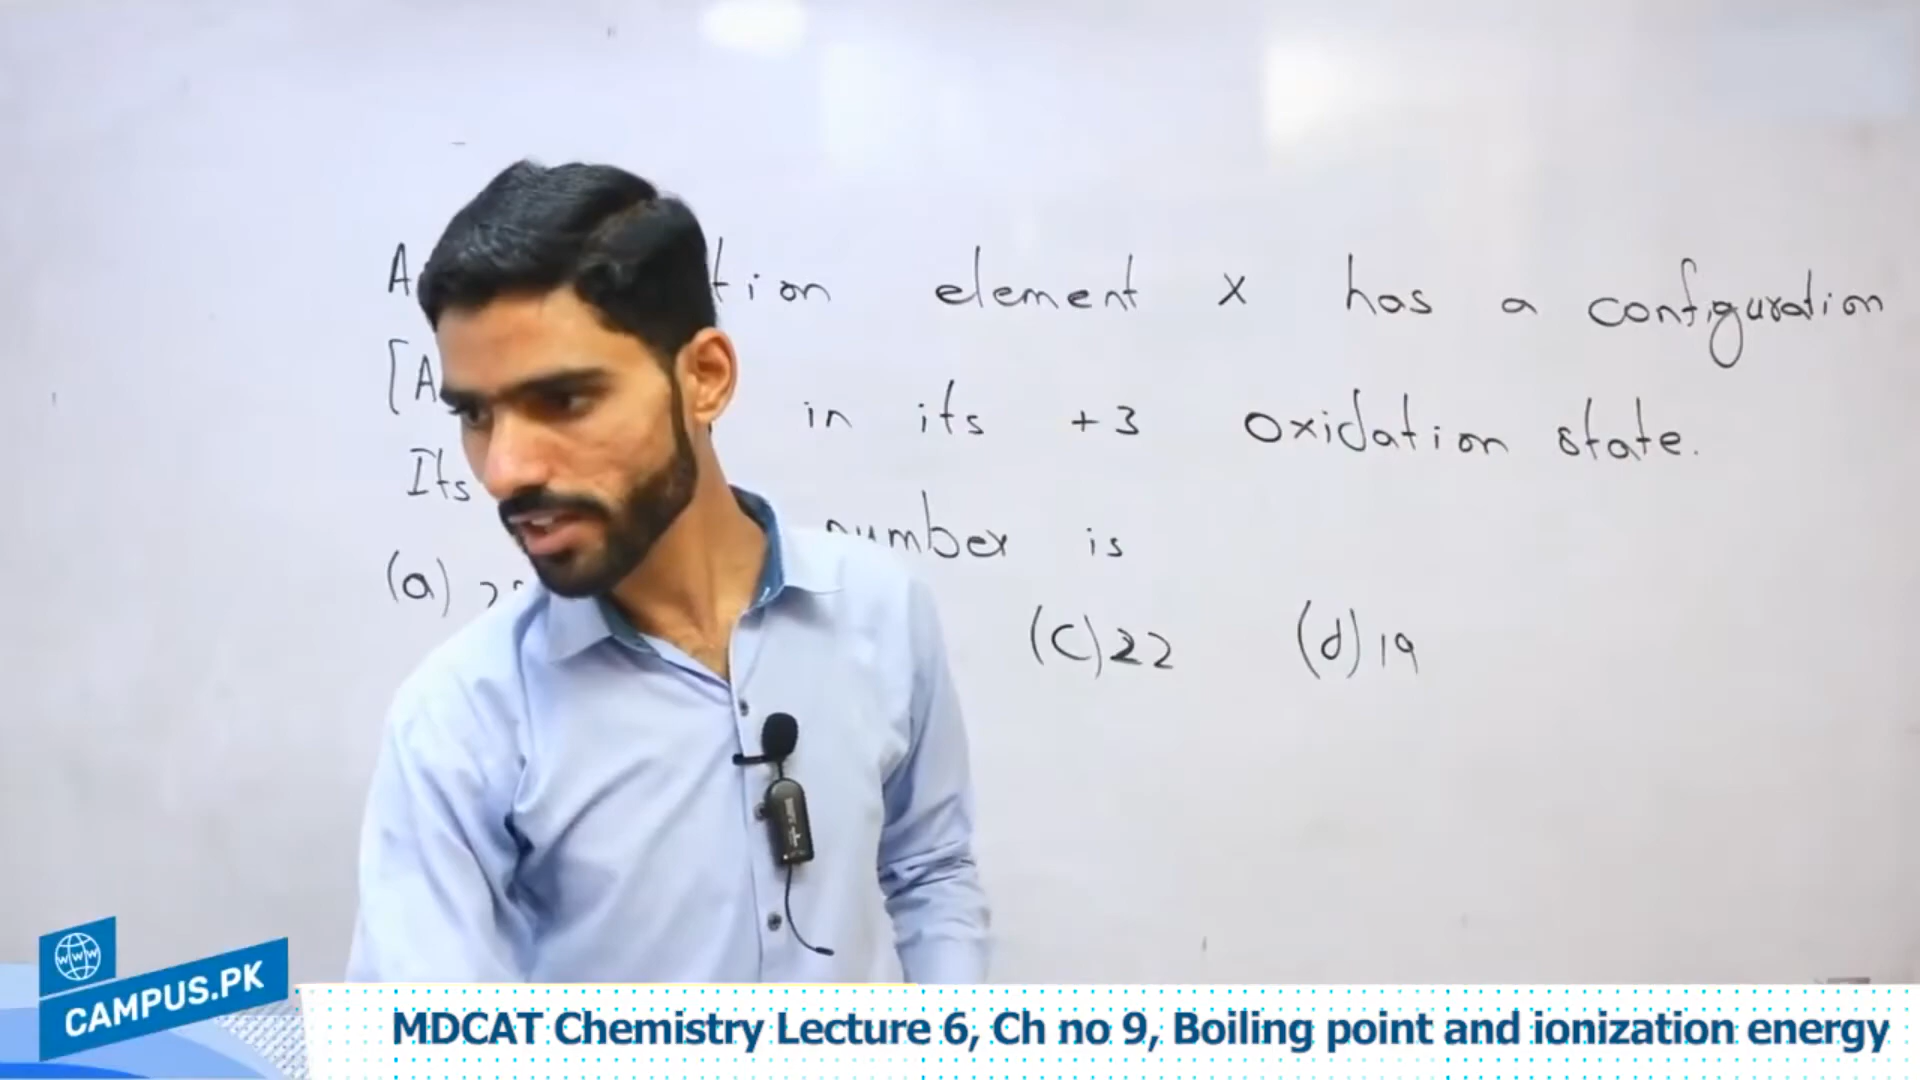 element x has a configuration
in its +3 oxidation state.
Its number is
(a) (c) 22 (d) 19
www
CAMPUS.PK
MDCAT Chemistry Lecture 6, Ch no 9, Boiling point and ionization energy